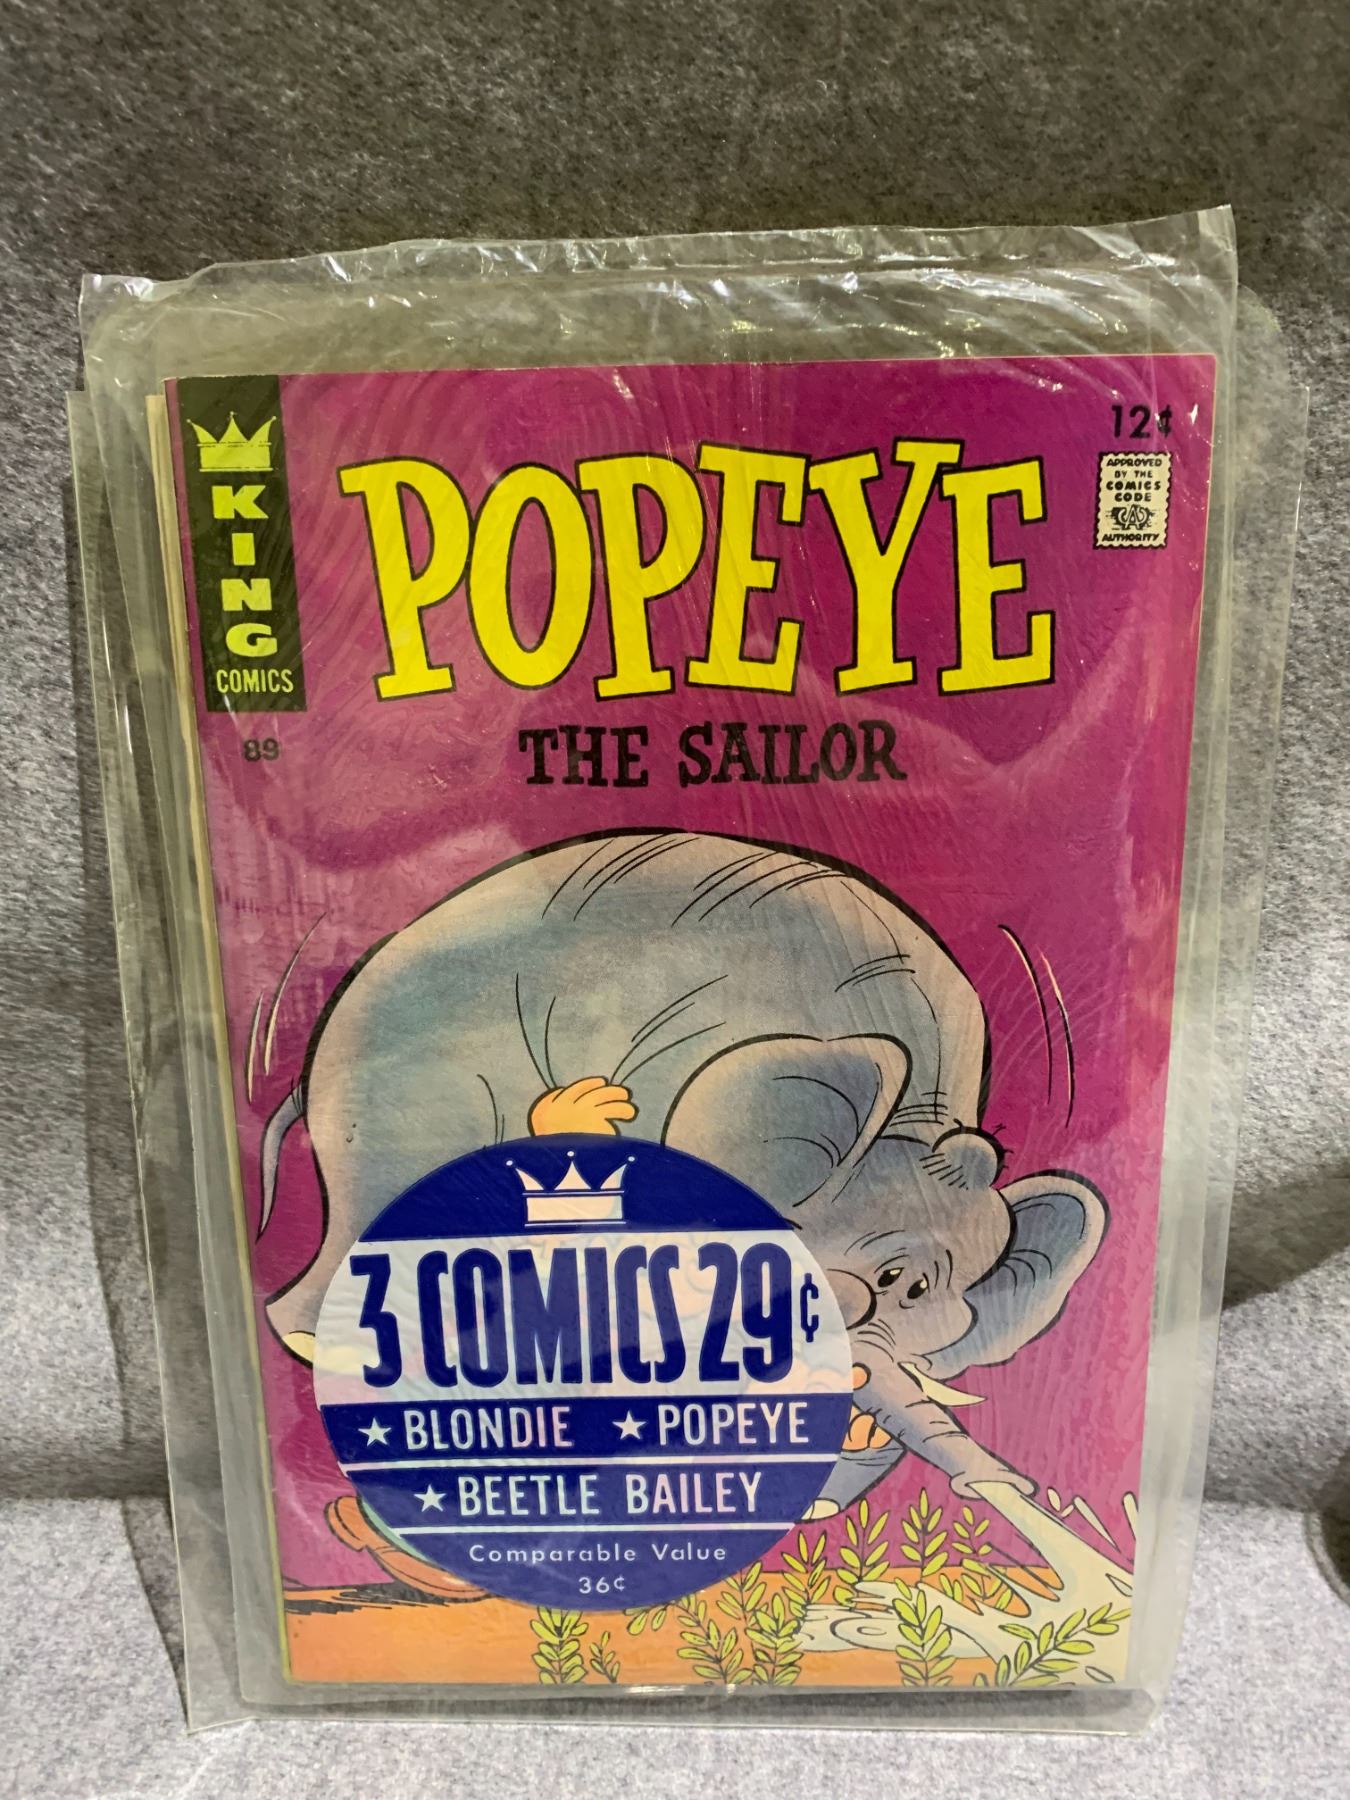 KING
COMICS
89
12¢
APPROVED
BY THE
COMICS
CODE
CA
AUTHORITY
POPEYE
THE SAILOR
3 COMICS 29¢
★ BLONDIE ★ POPEYE
★ BEETLE BAILEY
Comparable Value
36¢